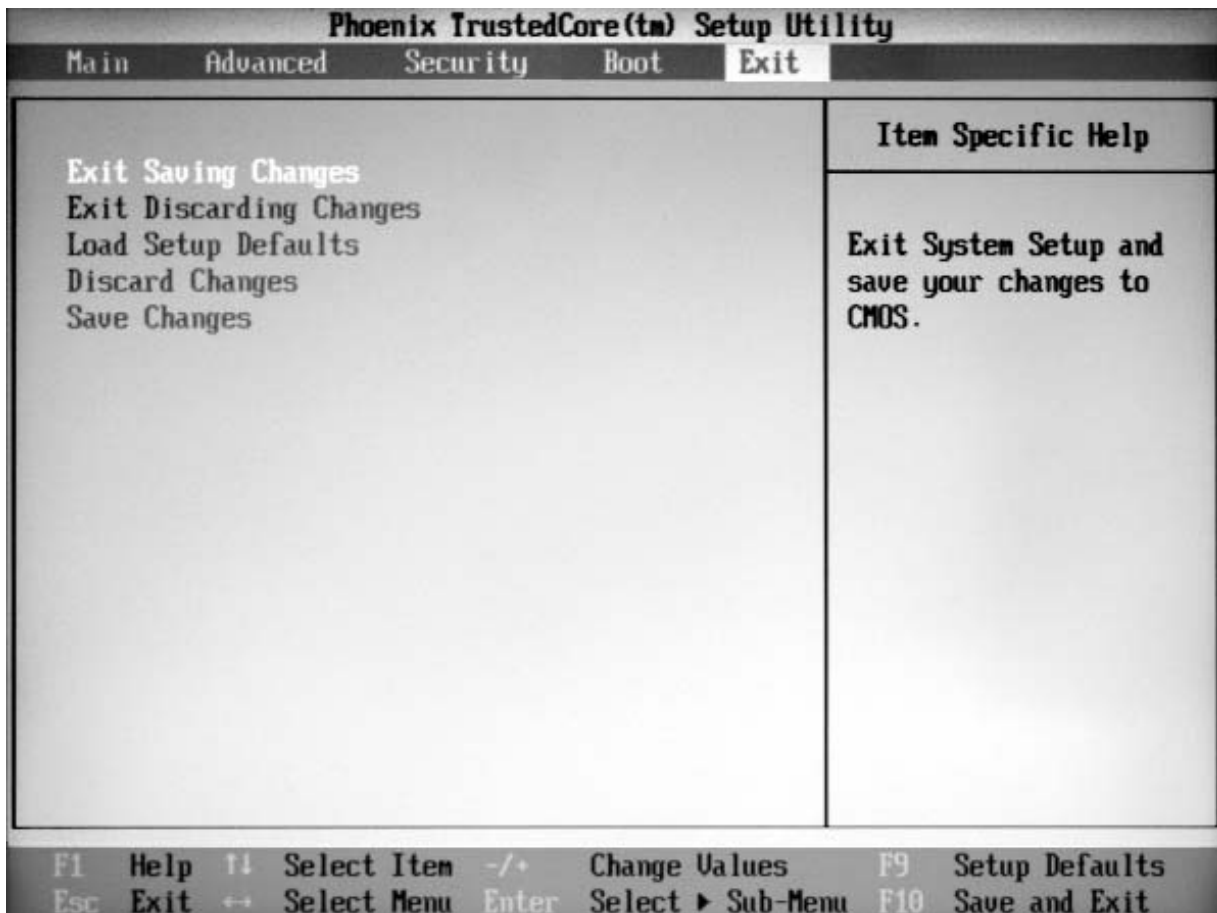 Phoenix TrustedCore(tm) Setup Utility
Main Advanced Security Boot Exit
Item Specific Help
Exit Saving Changes
Exit Discarding Changes
Load Setup Defaults
Discard Changes
Save Changes
Exit System Setup and
save your changes to
CMOS.
F1 Help ↑↓ Select Item -/+ Change Values F9 Setup Defaults
Esc Exit ↔ Select Menu Enter Select ▶ Sub-Menu F10 Save and Exit